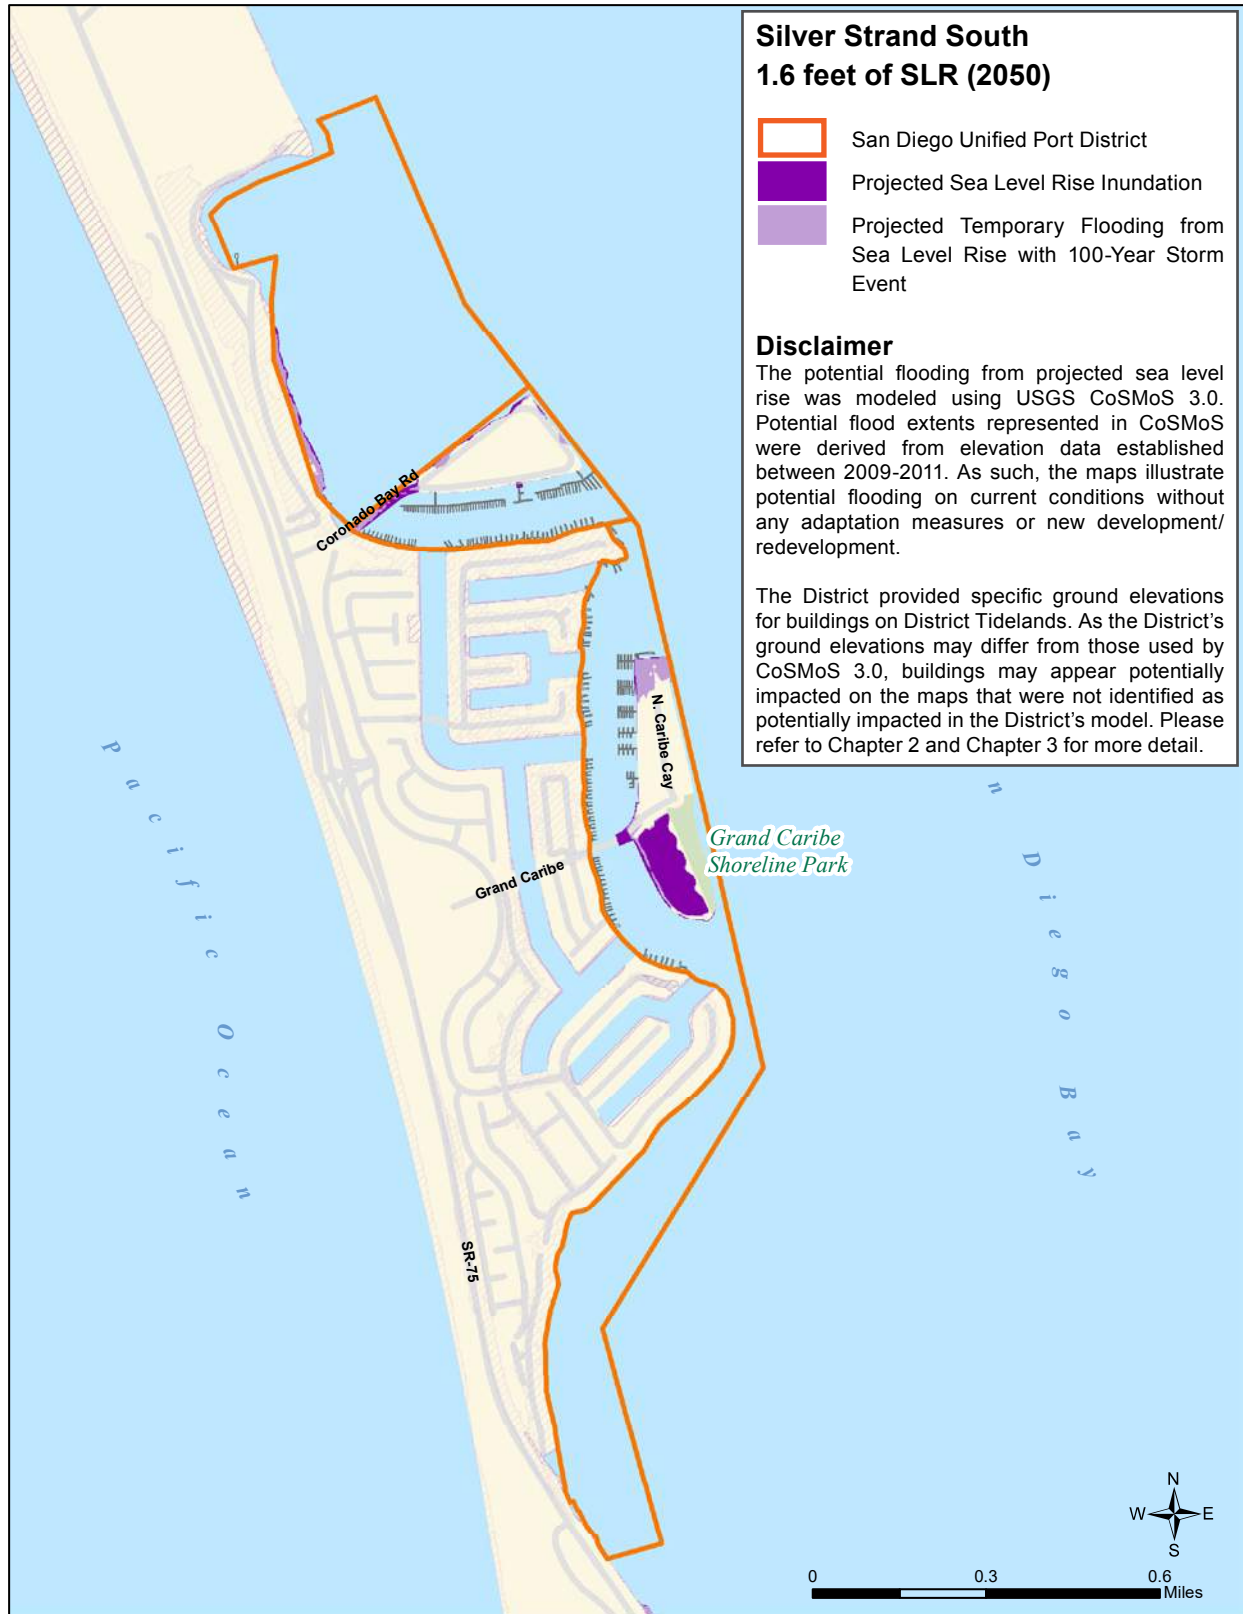 Silver Strand South
1.6 feet of SLR (2050)
San Diego Unified Port District
Projected Sea Level Rise Inundation
Projected Temporary Flooding from
Sea Level Rise with 100-Year Storm
Event
Disclaimer
The potential flooding from projected sea level
rise was modeled using USGS CoSMoS 3.0.
Potential flood extents represented in CoSMoS
were derived from elevation data established
between 2009-2011. As such, the maps illustrate
potential flooding on current conditions without
any adaptation measures or new development/
redevelopment.
The District provided specific ground elevations
for buildings on District Tidelands. As the District's
ground elevations may differ from those used by
CoSMoS 3.0, buildings may appear potentially
impacted on the maps that were not identified as
potentially impacted in the District's model. Please
refer to Chapter 2 and Chapter 3 for more detail.
Coronado Bay Rd
N. Caribe Cay
Grand Caribe
Shoreline Park
Grand Caribe
Pacific Ocean
n Diego Bay
SR-75
N
W E
S
0 0.3 0.6
Miles